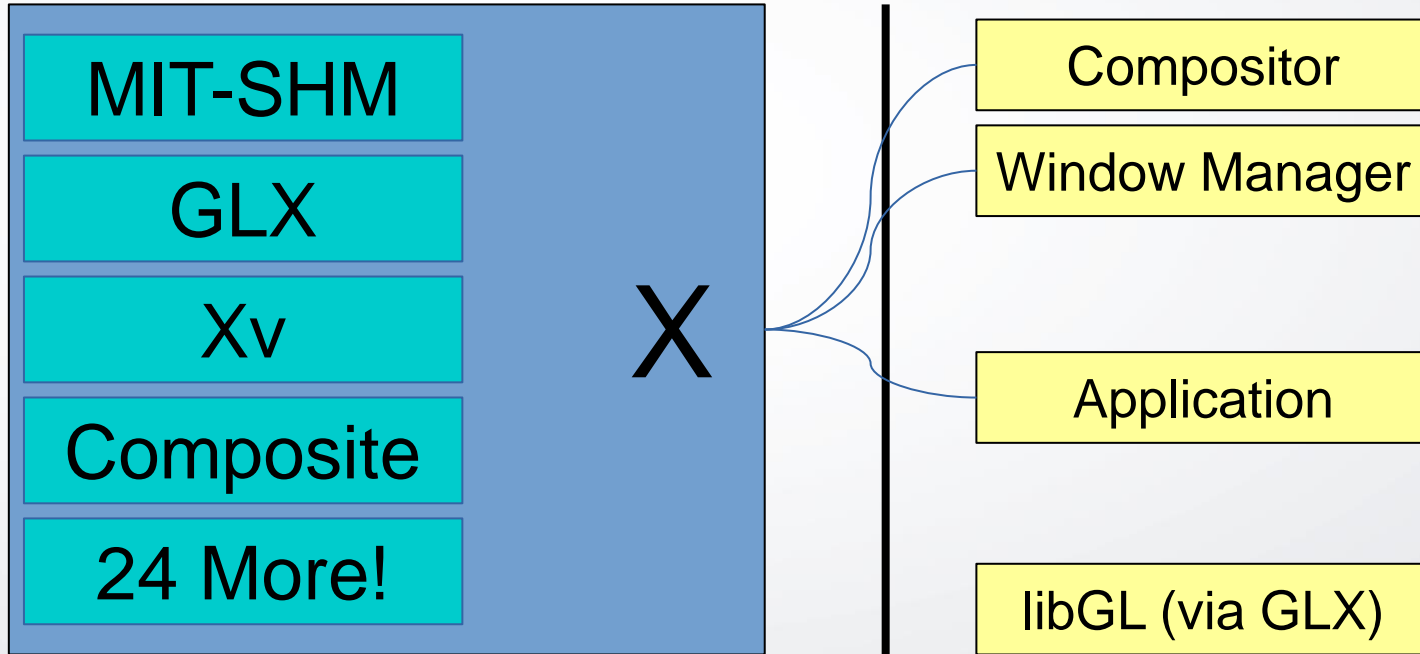 MIT-SHM
GLX
Xv
Composite
24 More!
X
Compositor
Window Manager
Application
libGL (via GLX)